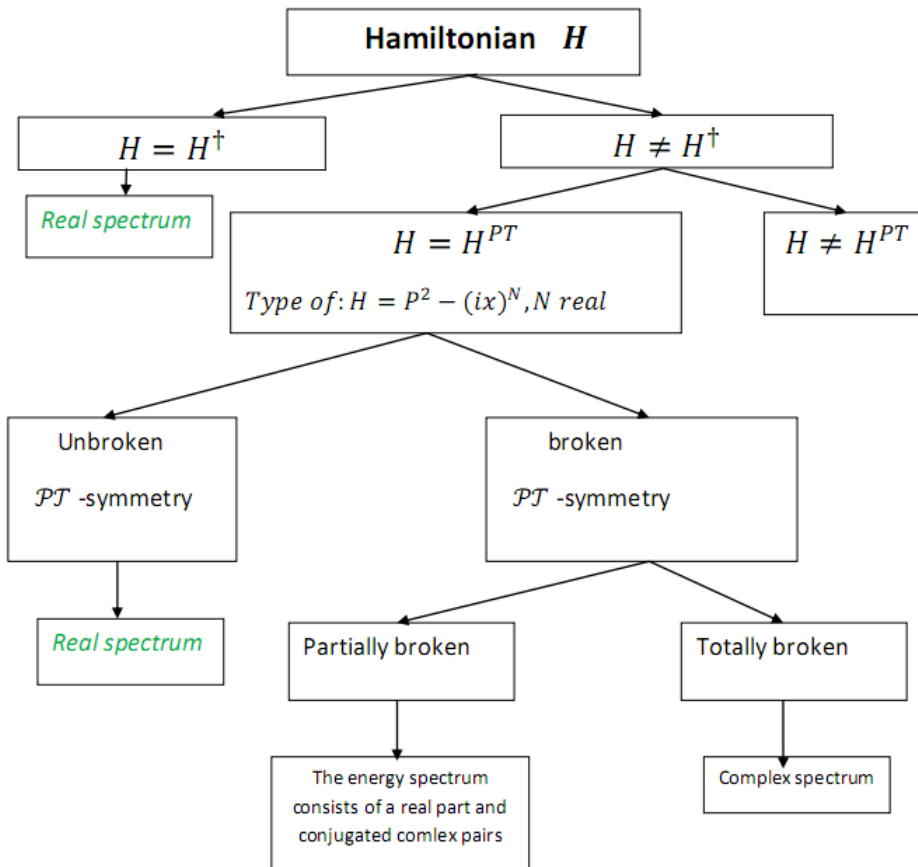 Hamiltonian H
H = H†
H ≠ H†
Real spectrum
H = H^{PT}
H ≠ H^{PT}
Type of: H = P² − (ix)^N, N real
Unbroken
𝒫𝒯 -symmetry
broken
𝒫𝒯 -symmetry
Real spectrum
Partially broken
Totally broken
The energy spectrum
consists of a real part and
conjugated comlex pairs
Complex spectrum